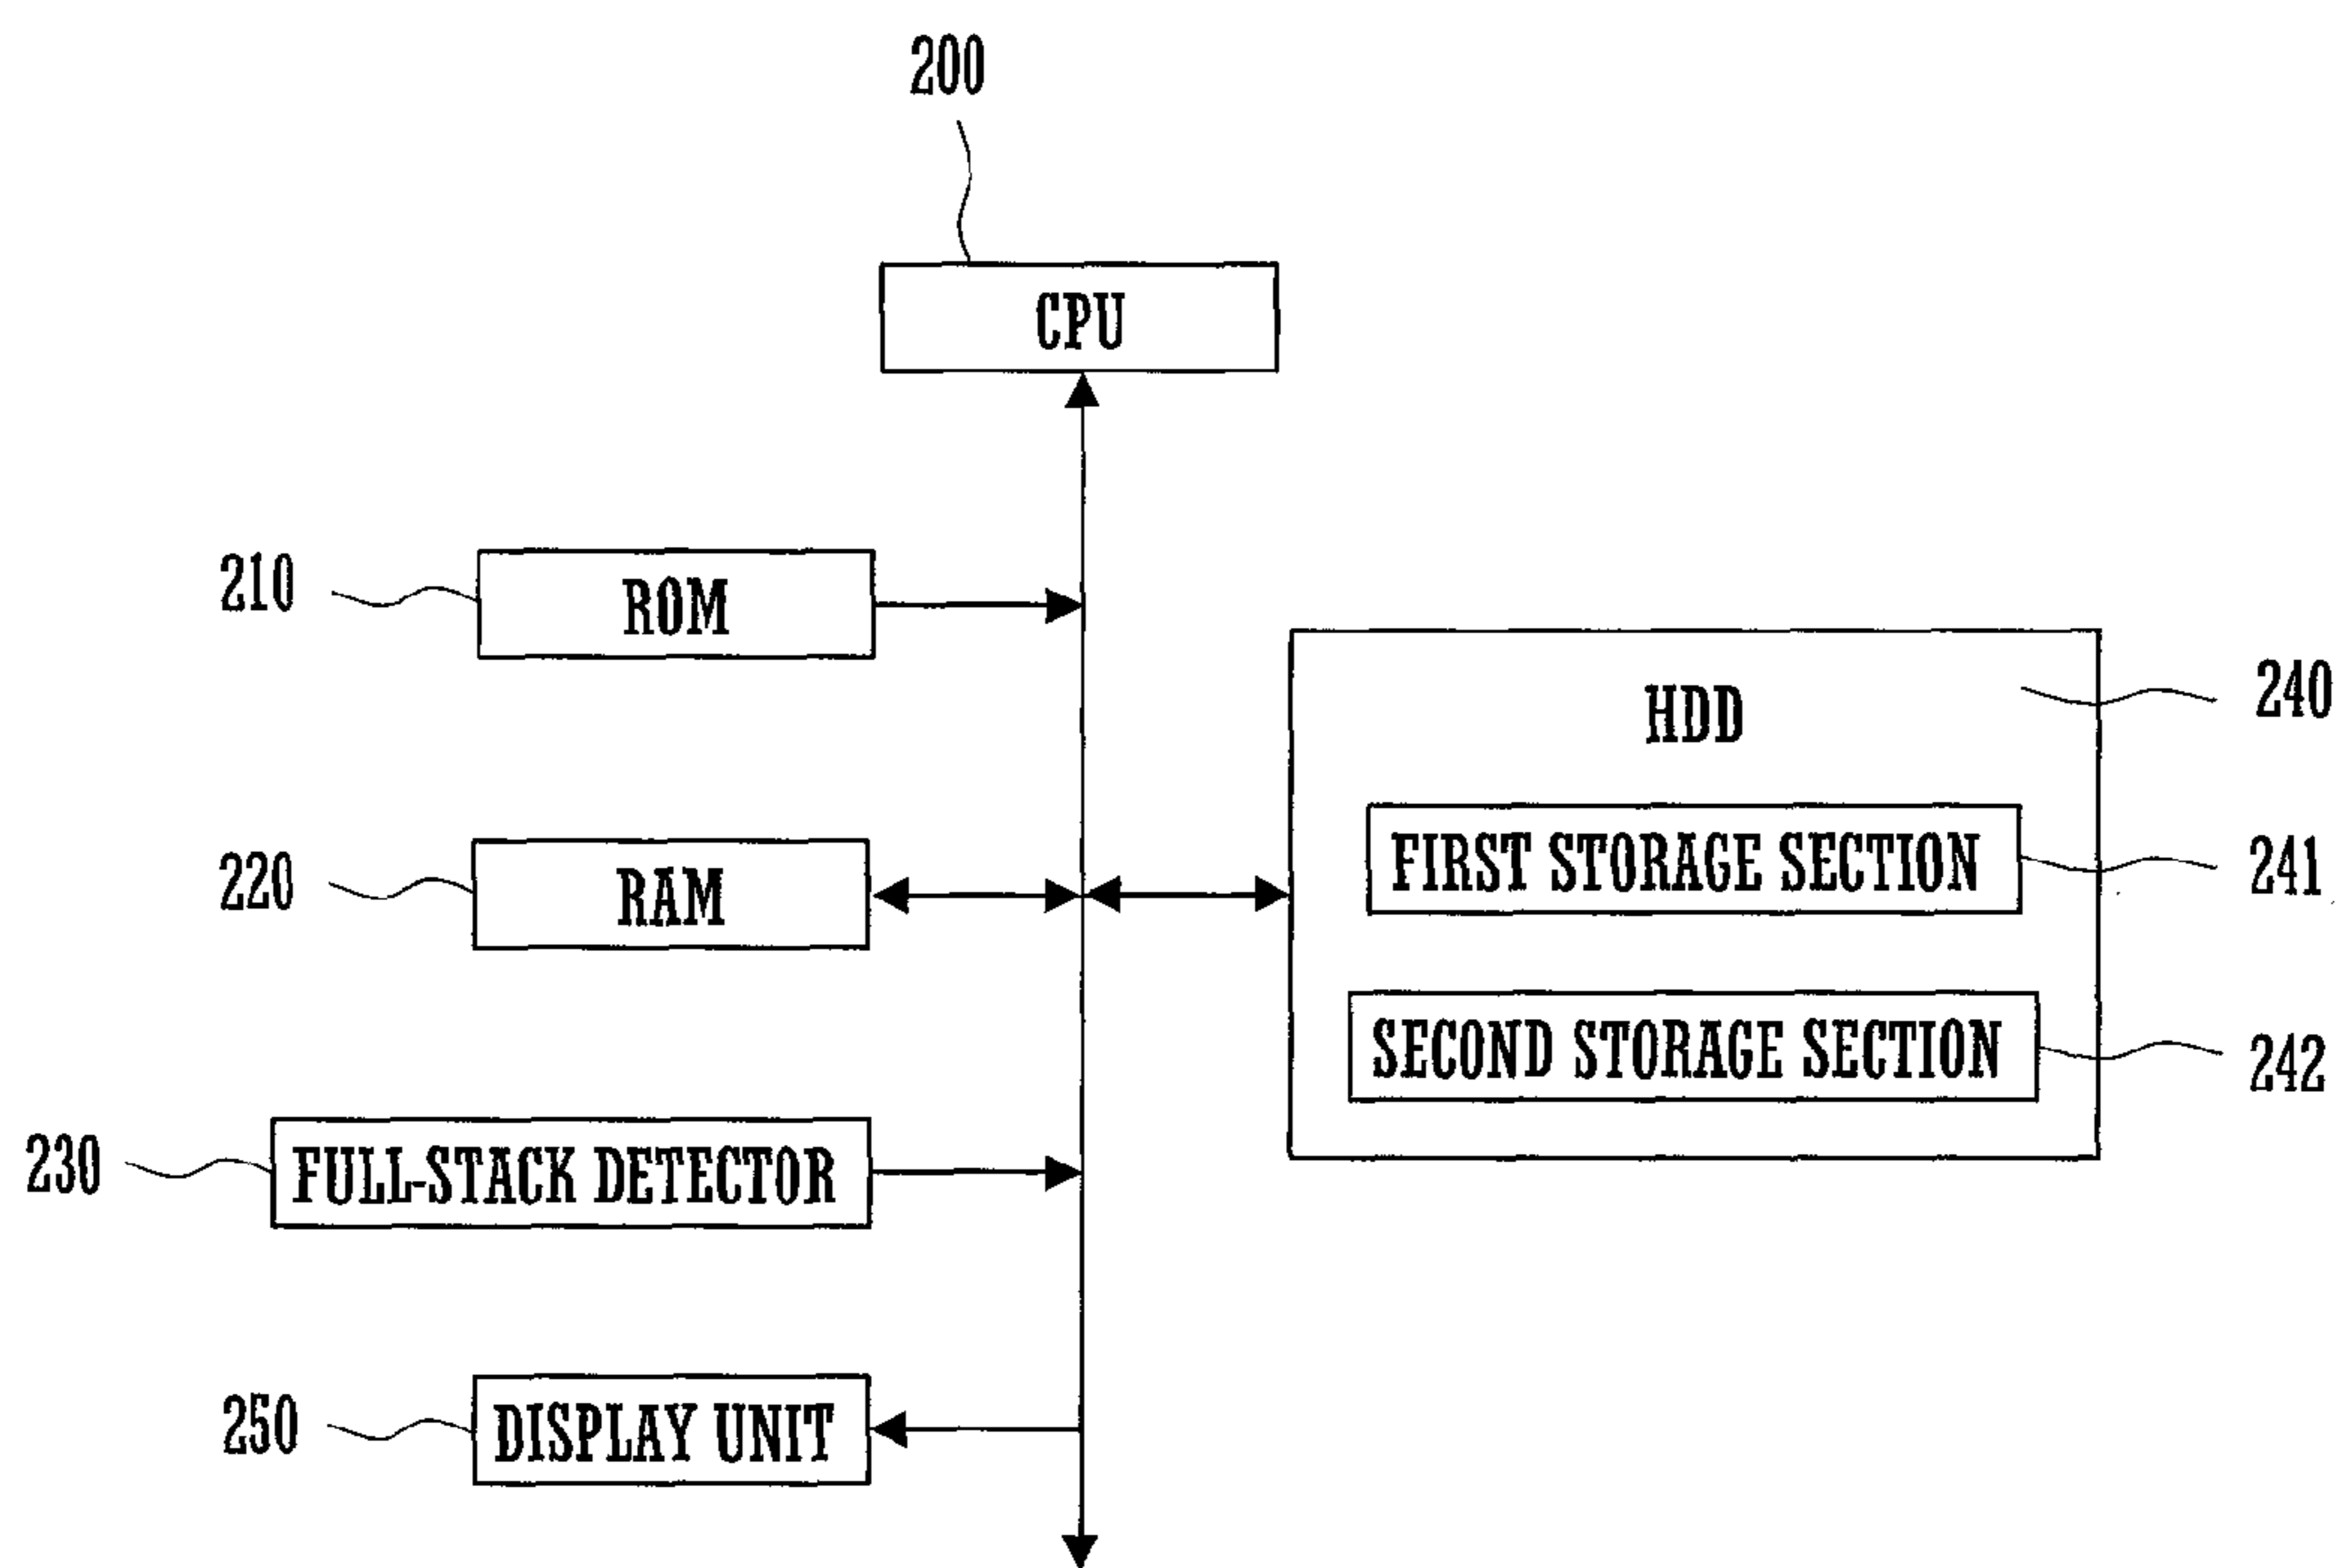 200
CPU
210
ROM
HDD
240
220
RAM
FIRST STORAGE SECTION
241
SECOND STORAGE SECTION
242
230
FULL-STACK DETECTOR
250
DISPLAY UNIT